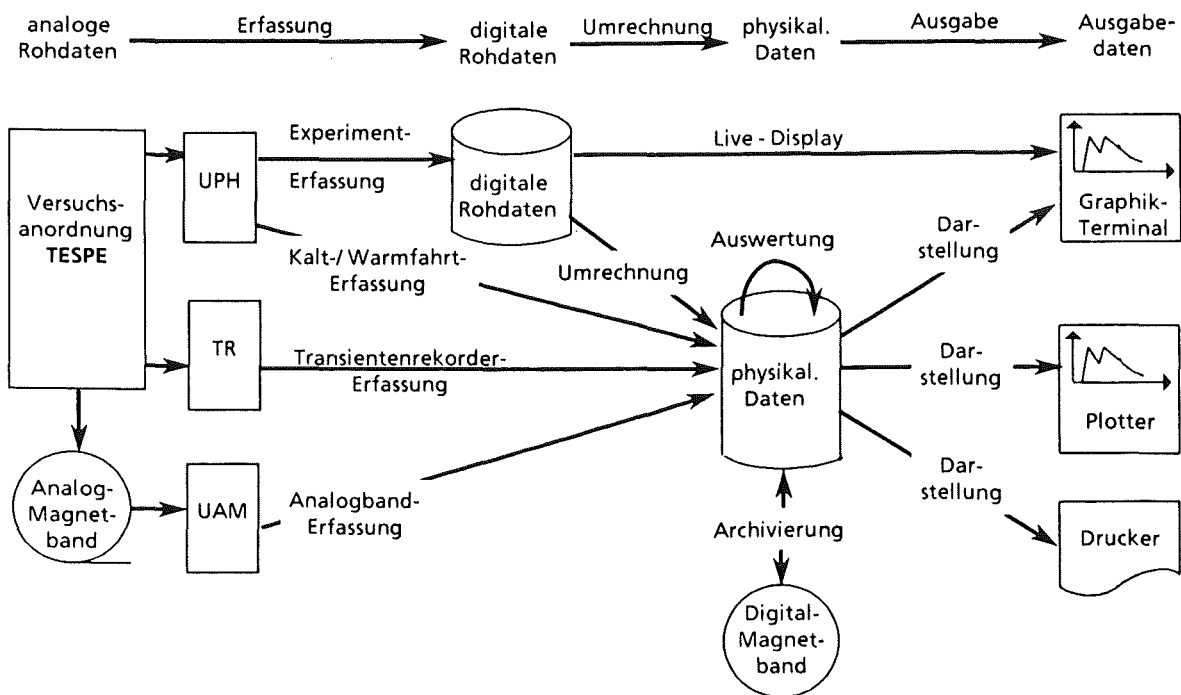 analoge
Rohdaten
Erfassung
digitale
Rohdaten
Umrechnung
physikal.
Daten
Ausgabe
Ausgabe-
daten
Versuchs-
anordnung
TESPE
UPH
Experiment-
Erfassung
digitale
Rohdaten
Live - Display
Graphik-
Terminal
Kalt-/ Warmfahrt-
Erfassung
Umrechnung
Auswertung
Dar-
stellung
TR
Transientenrekorder-
Erfassung
physikal.
Daten
Dar-
stellung
Plotter
Analog-
Magnet-
band
UAM
Analogband-
Erfassung
Dar-
stellung
Archivierung
Drucker
Digital-
Magnet-
band